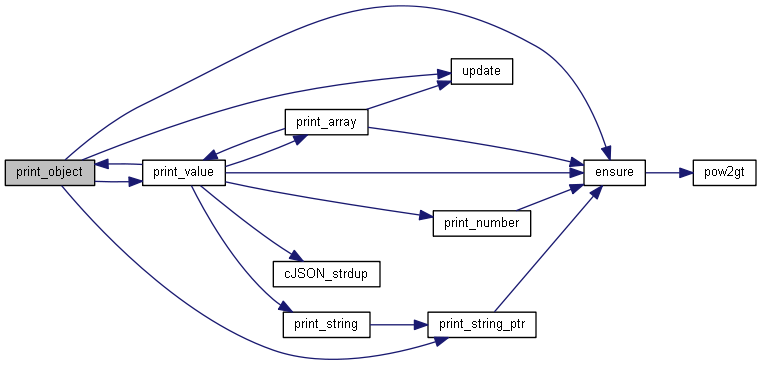 update
print_array
print_object
print_value
ensure
pow2gt
print_number
cJSON_strdup
print_string
print_string_ptr